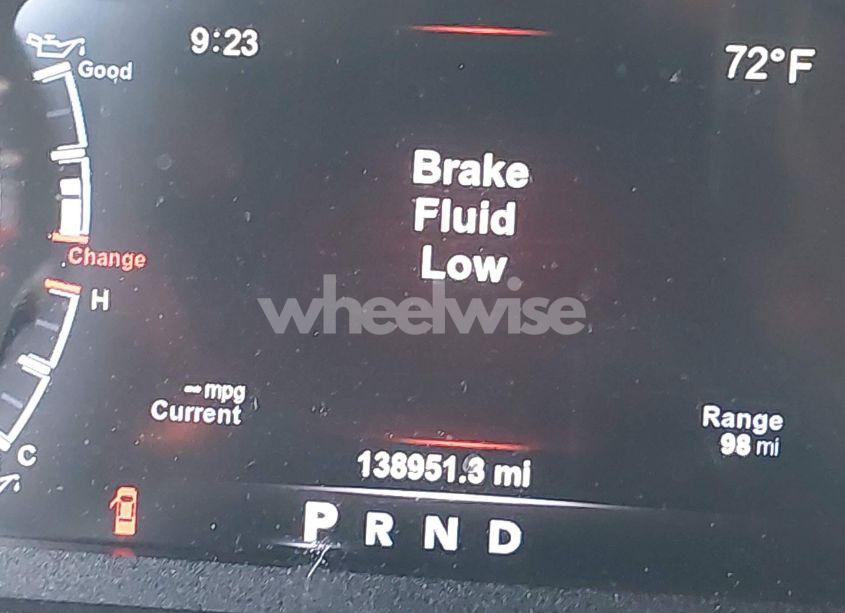 9:23
72°F
Good
Brake
Fluid
Low
Change
H
wheelwise
-- mpg
Current
Range
98 mi
C
138951.3 mi
P R N D